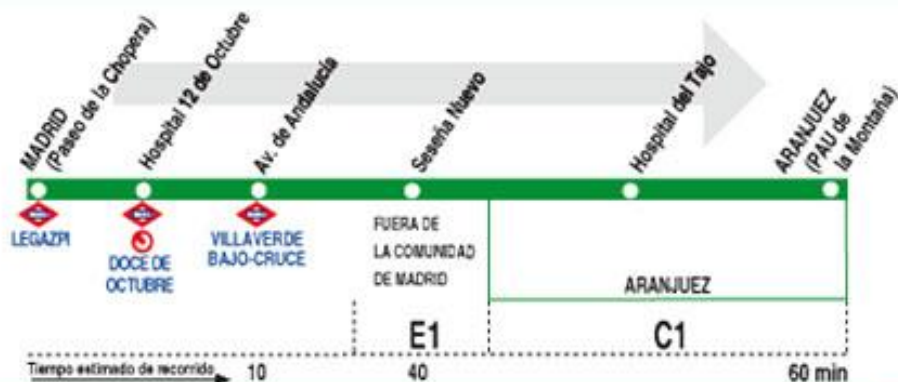 MADRID
(Paseo de la Chopera)
Hospital 12 de Octubre
Av. de Andalucía
Seseña Nuevo
Hospital del Tajo
ARANJUEZ
(PAU de
la Montaña)
LEGAZPI
DOCE DE
OCTUBRE
VILLAVERDE
BAJO-CRUCE
FUERA DE
LA COMUNIDAD
DE MADRID
ARANJUEZ
E1
C1
Tiempo estimado de recorrido
10
40
60 min